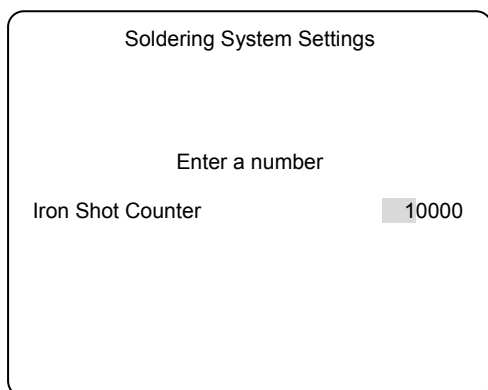 Soldering System Settings
Enter a number
Iron Shot Counter 10000